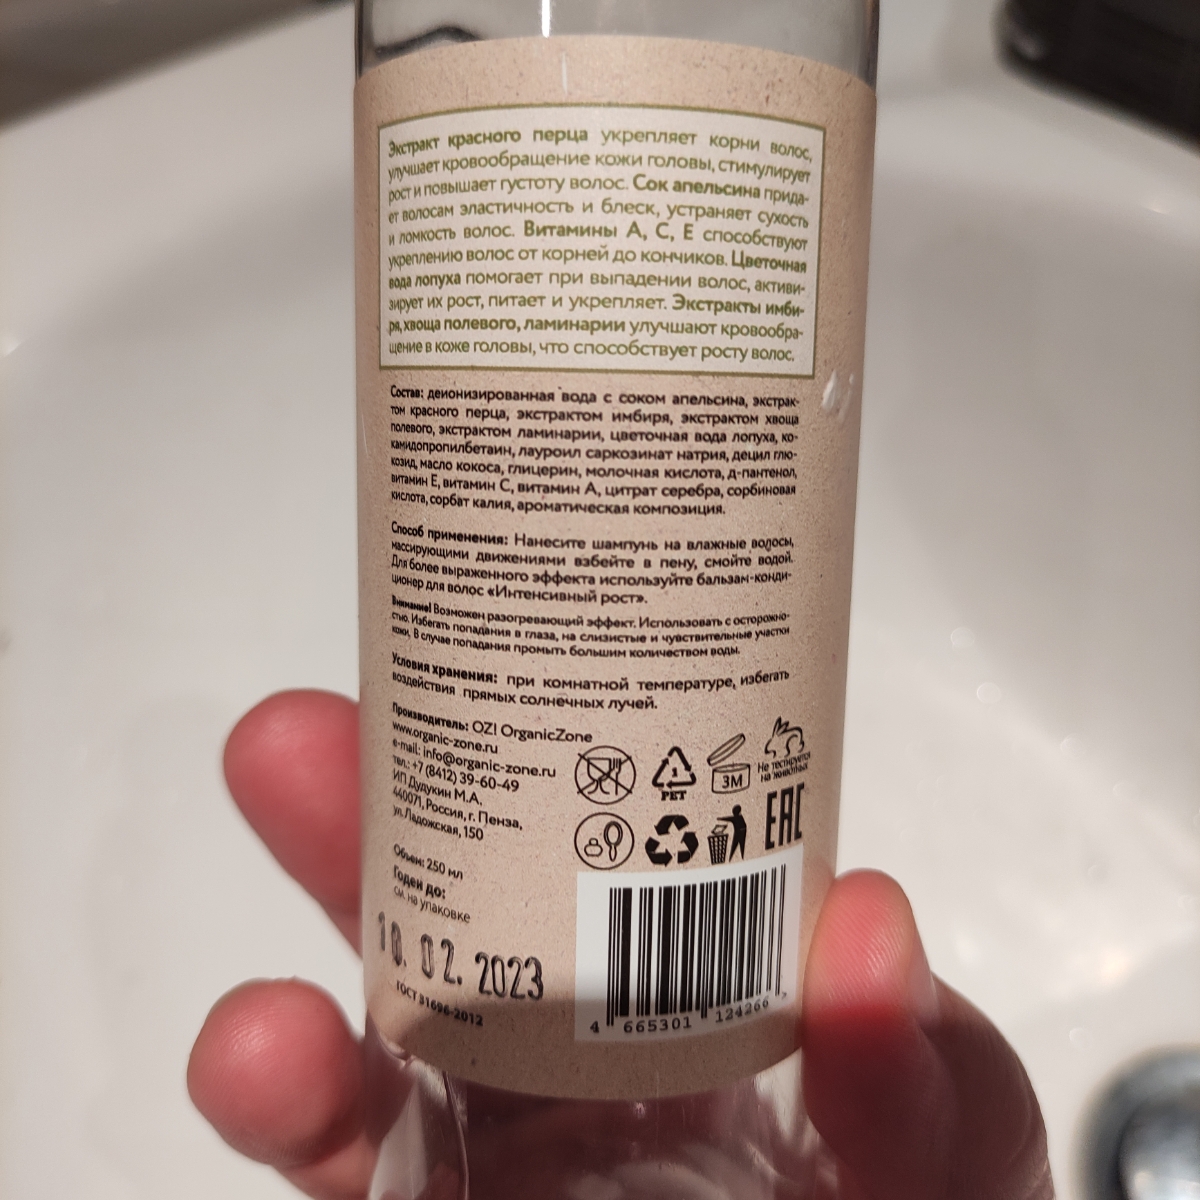 Экстракт красного перца укрепляет корни волос,
улучшает кровообращение кожи головы, стимулирует
рост и повышает густоту волос. Сок апельсина прида-
ет волосам эластичность и блеск, устраняет сухость
и ломкость волос. Витамины А, С, Е способствуют
укреплению волос от корней до кончиков. Цветочная
вода лопуха помогает при выпадении волос, активи-
зирует их рост, питает и укрепляет. Экстракты имби-
ря, хвоща полевого, ламинарии улучшают кровообра-
щение в коже головы, что способствует росту волос.
Состав: деионизированная вода с соком апельсина, экстрак-
том красного перца, экстрактом имбиря, экстрактом хвоща
полевого, экстрактом ламинарии, цветочная вода лопуха, ко-
камидопропилбетаин, лауроил саркозинат натрия, децил глю-
козид, масло кокоса, глицерин, молочная кислота, д-пантенол,
витамин Е, витамин С, витамин А, цитрат серебра, сорбиновая
кислота, сорбат калия, ароматическая композиция.
Способ применения: Нанесите шампунь на влажные волосы,
массирующими движениями взбейте в пену, смойте водой.
Для более выраженного эффекта используйте бальзам-конди-
ционер для волос «Интенсивный рост».
Внимание! Возможен разогревающий эффект. Использовать с осторожно-
стью. Избегать попадания в глаза, на слизистые и чувствительные участки
кожи. В случае попадания промыть большим количеством воды.
Условия хранения: при комнатной температуре, избегать
воздействия прямых солнечных лучей.
Производитель: OZ! OrganicZone
www.organic-zone.ru
e-mail: info@organic-zone.ru
тел.: +7 (8412) 39-60-49
ИП Дудукин М.А.
440071, Россия, г. Пенза,
ул. Ладожская, 150
1
PET
3М
Не тестируется
на животных
EAC
Объем: 250 мл
Годен до:
см. на упаковке
10. 02. 2023
ГОСТ 31696-2012
4 665301 124266 >